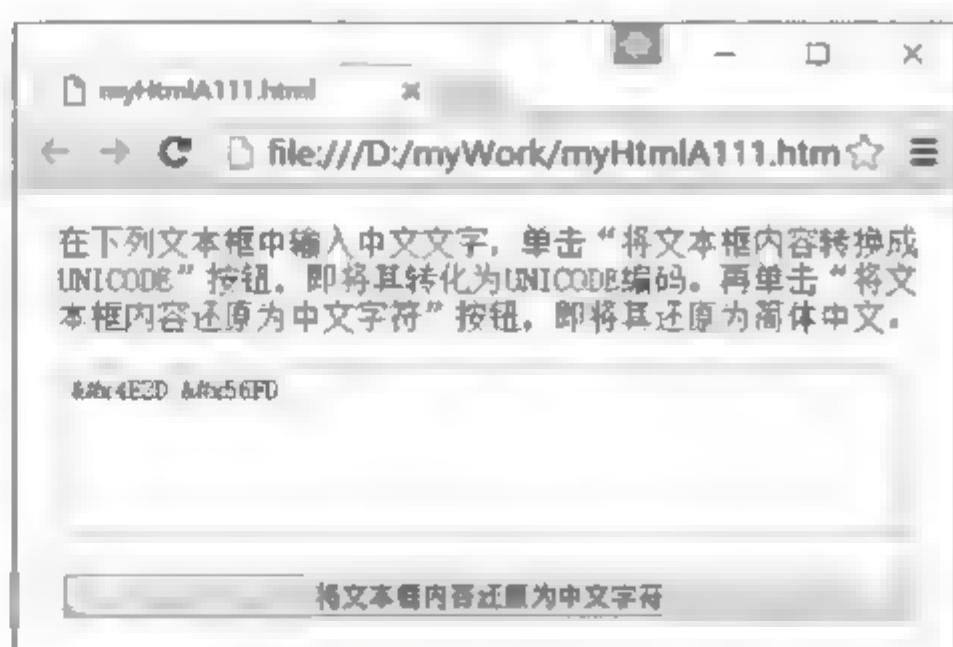 myHtmlA111.html
file:///D:/myWork/myHtmlA111.htm
在下列文本框中输入中文文字，单击“将文本框内容转换成
UNICODE”按钮，即将其转化为UNICODE编码。再单击“将文
本框内容还原为中文字符”按钮，即将其还原为简体中文。
&#x4E2D &#x56FD
将文本框内容还原为中文字符